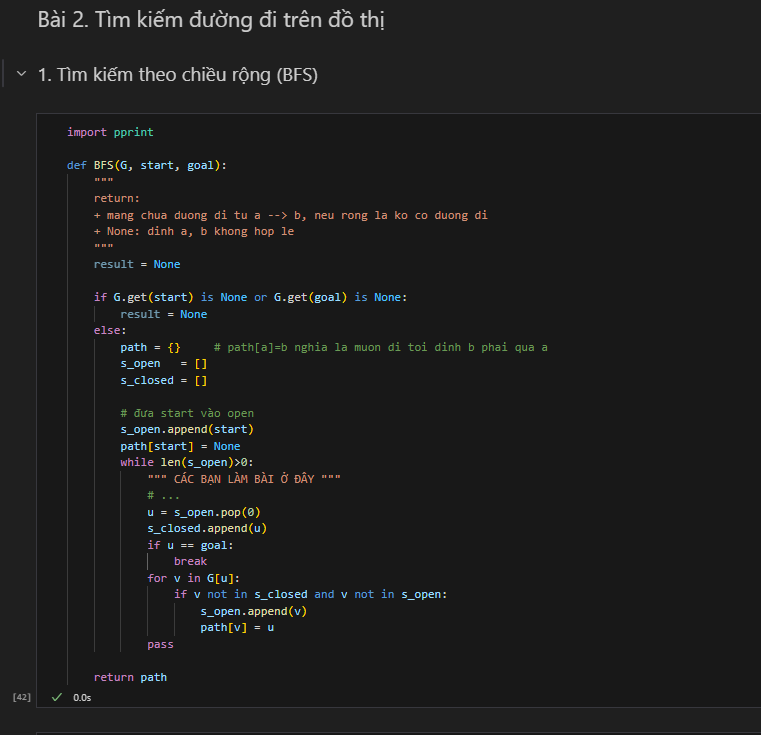 Bài 2. Tìm kiếm đường đi trên đồ thị
1. Tìm kiếm theo chiều rộng (BFS)
import pprint
def BFS(G, start, goal):
"""
return:
+ mang chua duong di tu a --> b, neu rong la ko co duong di
+ None: dinh a, b khong hop le
"""
result = None
if G.get(start) is None or G.get(goal) is None:
result = None
else:
path = {}     # path[a]=b nghia la muon di toi dinh b phai qua a
s_open   = []
s_closed = []
# đưa start vào open
s_open.append(start)
path[start] = None
while len(s_open)>0:
""" CÁC BẠN LÀM BÀI Ở ĐÂY """
# ...
u = s_open.pop(0)
s_closed.append(u)
if u == goal:
break
for v in G[u]:
if v not in s_closed and v not in s_open:
s_open.append(v)
path[v] = u
pass
return path
[42] 0.0s